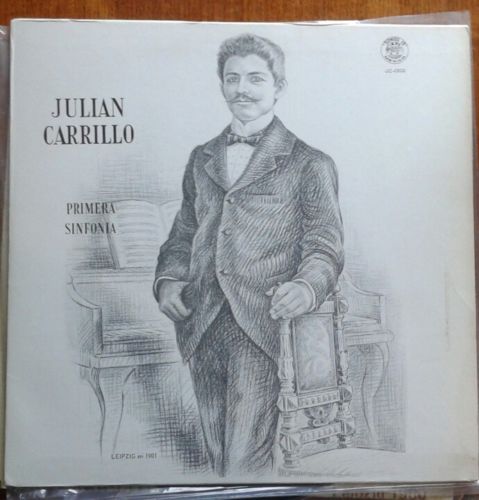 JULIAN
CARRILLO
PRIMERA
SINFONIA
LEIPZIG en 1901